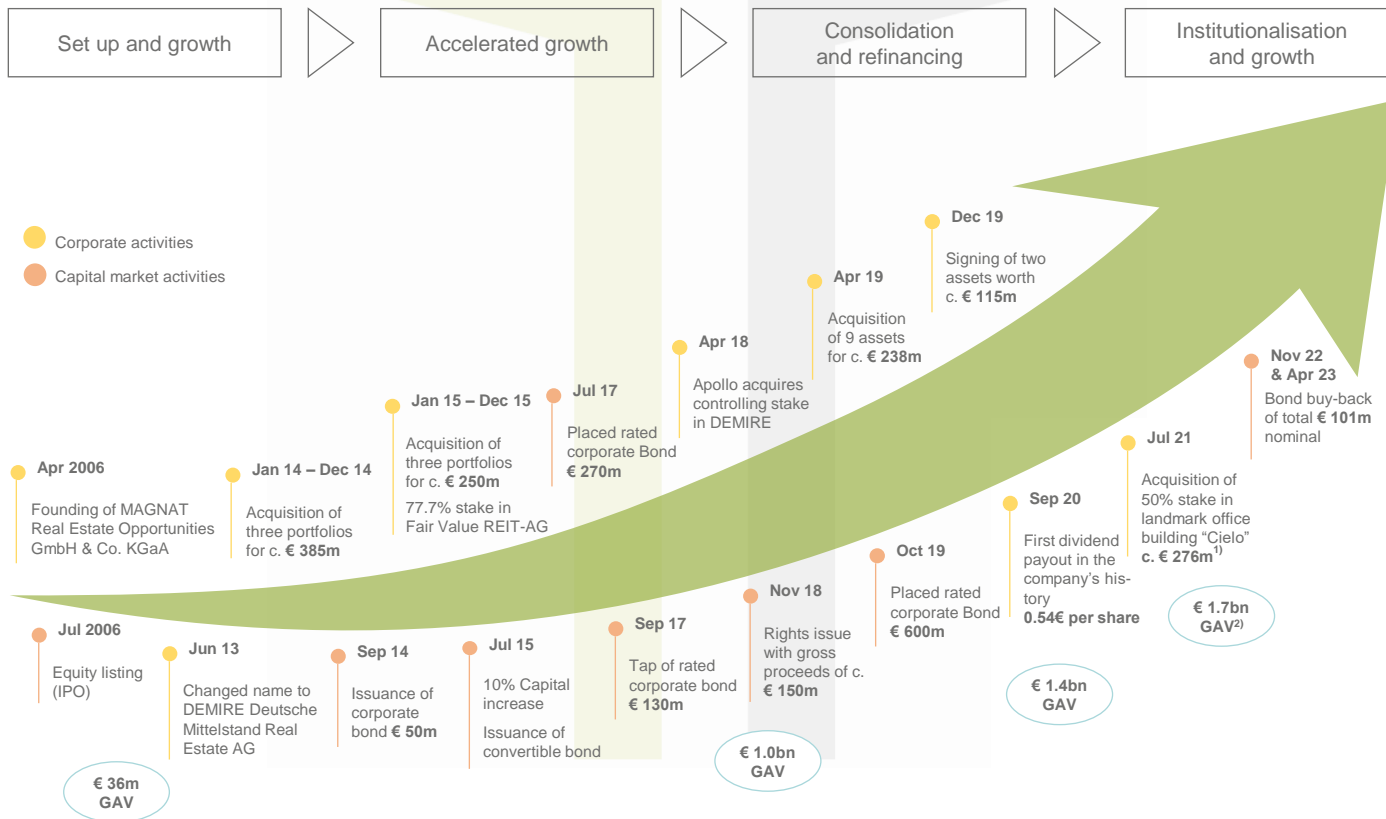 Set up and growth
Accelerated growth
Consolidation
and refinancing
Institutionalisation
and growth
Corporate activities
Capital market activities
Apr 2006
Founding of MAGNAT
Real Estate Opportunities
GmbH & Co. KGaA
Jan 14 – Dec 14
Acquisition of
three portfolios
for c. € 385m
Jan 15 – Dec 15
Acquisition of
three portfolios
for c. € 250m
77.7% stake in
Fair Value REIT-AG
Jul 17
Placed rated
corporate Bond
€ 270m
Apr 18
Apollo acquires
controlling stake
in DEMIRE
Apr 19
Acquisition
of 9 assets
for c. € 238m
Dec 19
Signing of two
assets worth
c. € 115m
Jul 2006
Equity listing
(IPO)
Jun 13
Changed name to
DEMIRE Deutsche
Mittelstand Real
Estate AG
Sep 14
Issuance of
corporate
bond € 50m
Jul 15
10% Capital
increase
Issuance of
convertible bond
Sep 17
Tap of rated
corporate bond
€ 130m
Nov 18
Rights issue
with gross
proceeds of c.
€ 150m
Oct 19
Placed rated
corporate Bond
€ 600m
Sep 20
First dividend
payout in the
company's his-
tory
0.54€ per share
Jul 21
Acquisition of
50% stake in
landmark office
building “Cielo”
c. € 276m1)
Nov 22
& Apr 23
Bond buy-back
of total € 101m
nominal
€ 36m
GAV
€ 1.0bn
GAV
€ 1.4bn
GAV
€ 1.7bn
GAV2)